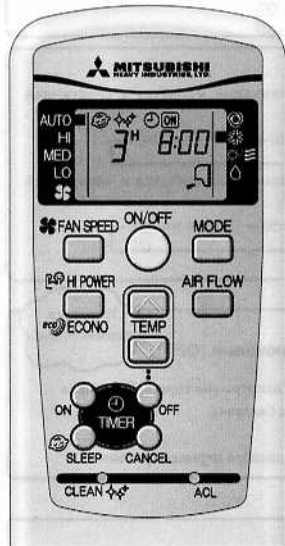 MITSUBISHI
HEAVY INDUSTRIES, LTD.
AUTO
HI
MED
LO
ON
3H 8:00
FAN SPEED
ON/OFF
MODE
HI POWER
AIR FLOW
eco ECONO
TEMP
ON
TIMER
OFF
SLEEP
CANCEL
CLEAN
ACL